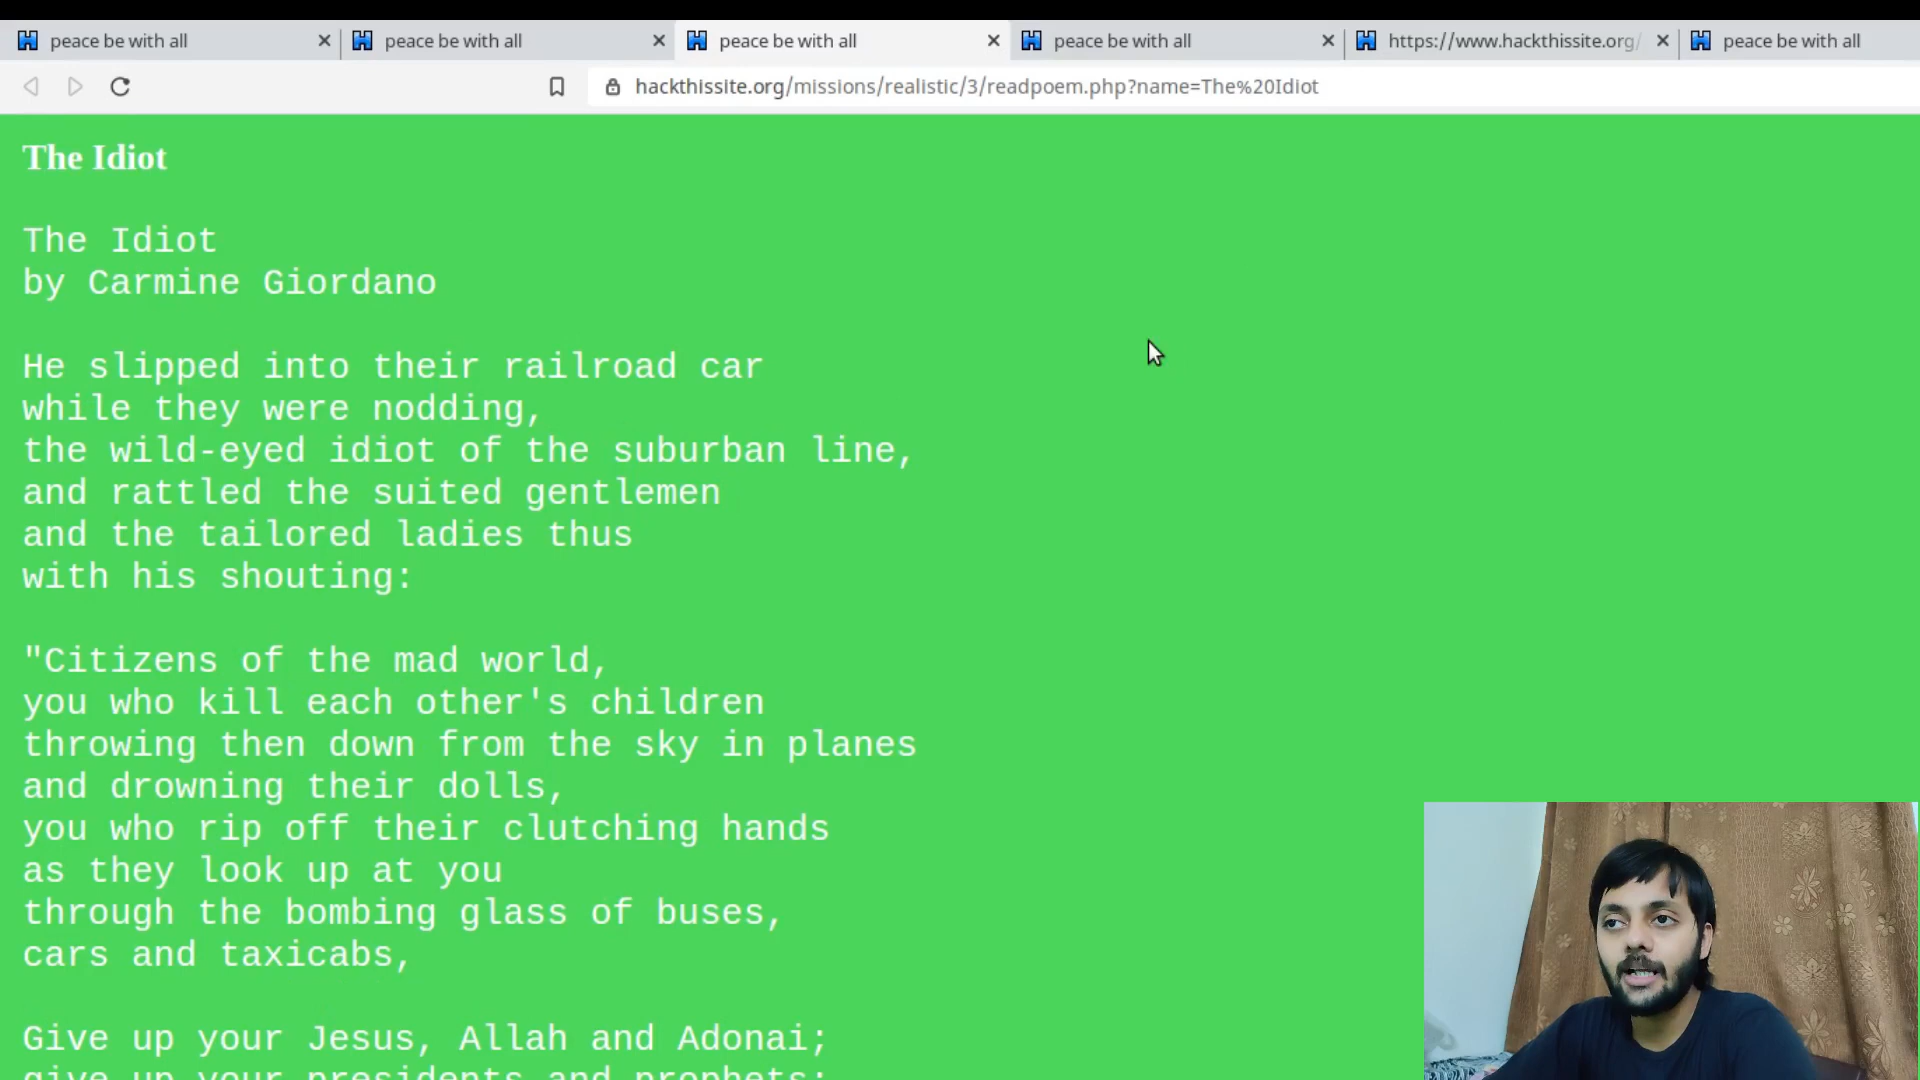 peace be with all
peace be with all
peace be with all
peace be with all
https://www.hackthissite.org/
peace be with all
hackthissite.org/missions/realistic/3/readpoem.php?name=The%20Idiot
The Idiot
The Idiot
by Carmine Giordano
He slipped into their railroad car
while they were nodding,
the wild-eyed idiot of the suburban line,
and rattled the suited gentlemen
and the tailored ladies thus
with his shouting:
"Citizens of the mad world,
you who kill each other's children
throwing then down from the sky in planes
and drowning their dolls,
you who rip off their clutching hands
as they look up at you
through the bombing glass of buses,
cars and taxicabs,
Give up your Jesus, Allah and Adonai;
give up your presidents and prophets;